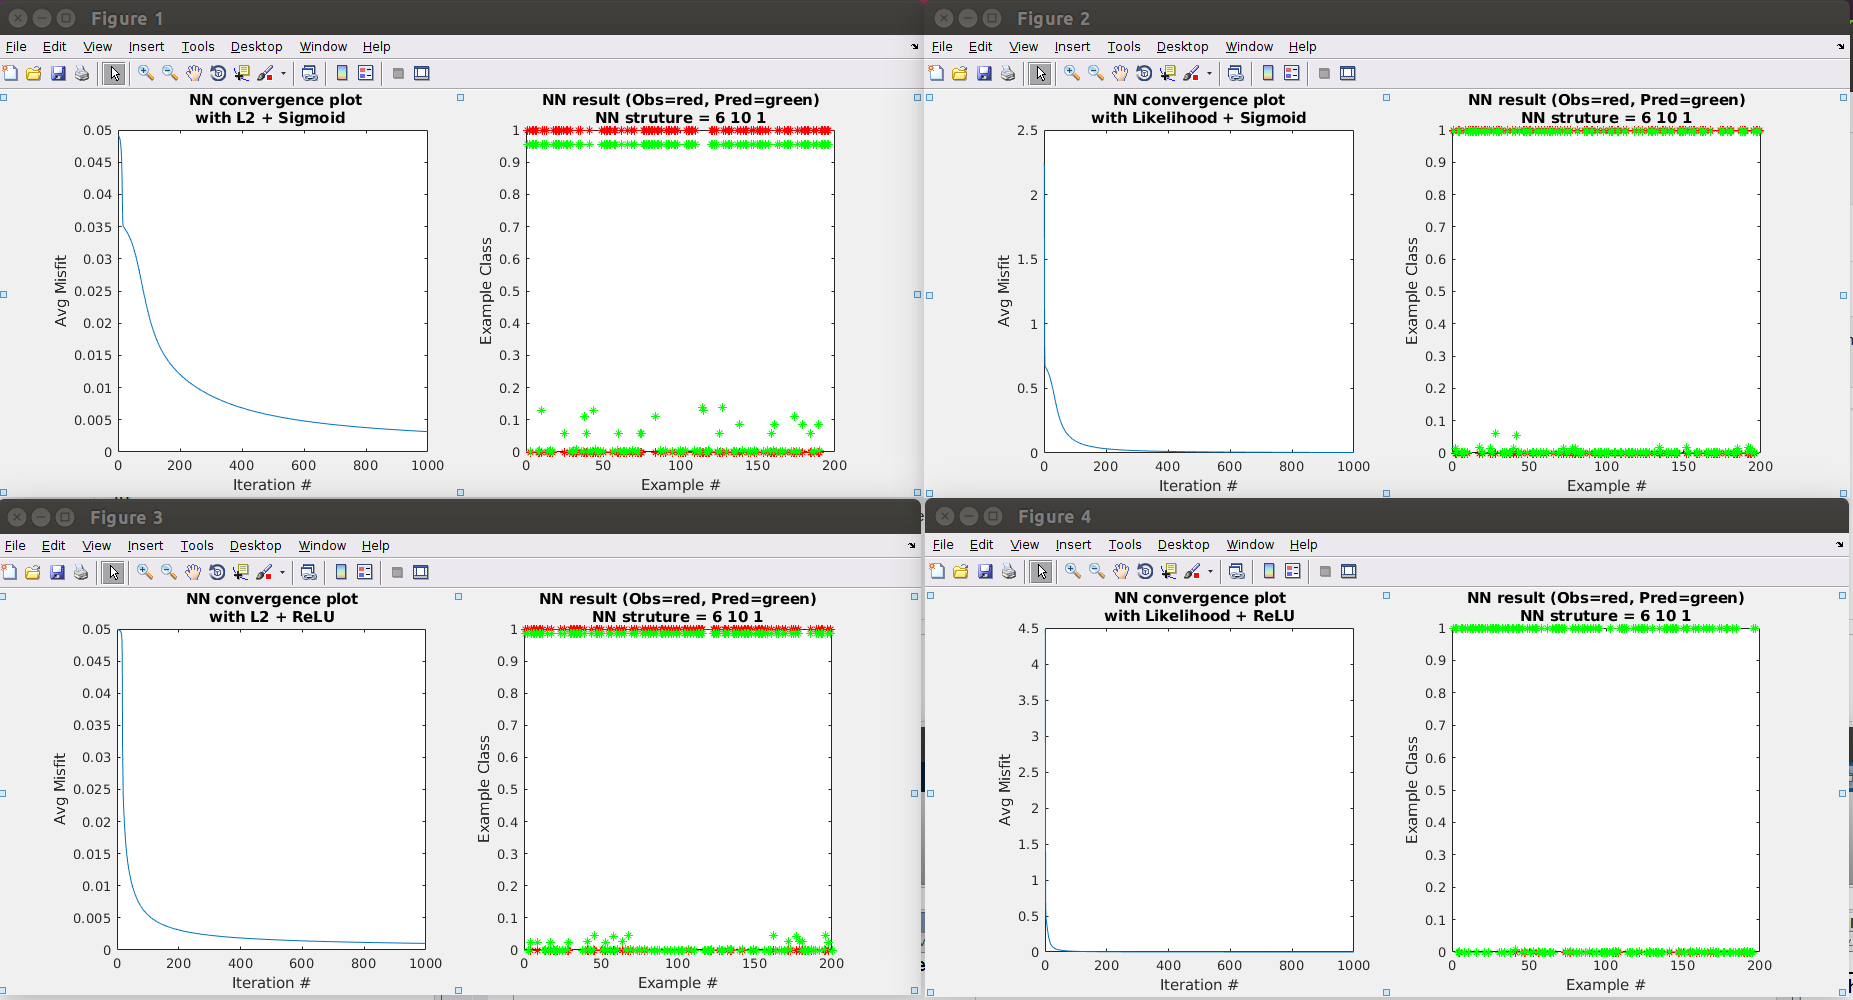 Figure 1
File Edit View Insert Tools Desktop Window Help
NN convergence plot
with L2 + Sigmoid
0.05
0.045
0.04
0.035
0.03
0.025
0.02
0.015
0.01
0.005
0
0 200 400 600 800 1000
Avg Misfit
Iteration #
NN result (Obs=red, Pred=green)
NN struture = 6 10 1
1
0.9
0.8
0.7
0.6
0.5
0.4
0.3
0.2
0.1
0
0 50 100 150 200
Example Class
Example #
Figure 2
File Edit View Insert Tools Desktop Window Help
NN convergence plot
with Likelihood + Sigmoid
2.5
2
1.5
1
0.5
0
0 200 400 600 800 1000
Avg Misfit
Iteration #
NN result (Obs=red, Pred=green)
NN struture = 6 10 1
1
0.9
0.8
0.7
0.6
0.5
0.4
0.3
0.2
0.1
0
0 50 100 150 200
Example Class
Example #
Figure 3
File Edit View Insert Tools Desktop Window Help
NN convergence plot
with L2 + ReLU
0.05
0.045
0.04
0.035
0.03
0.025
0.02
0.015
0.01
0.005
0
0 200 400 600 800 1000
Avg Misfit
Iteration #
NN result (Obs=red, Pred=green)
NN struture = 6 10 1
1
0.9
0.8
0.7
0.6
0.5
0.4
0.3
0.2
0.1
0
0 50 100 150 200
Example Class
Example #
Figure 4
File Edit View Insert Tools Desktop Window Help
NN convergence plot
with Likelihood + ReLU
4.5
4
3.5
3
2.5
2
1.5
1
0.5
0
0 200 400 600 800 1000
Avg Misfit
Iteration #
NN result (Obs=red, Pred=green)
NN struture = 6 10 1
1
0.9
0.8
0.7
0.6
0.5
0.4
0.3
0.2
0.1
0
0 50 100 150 200
Example Class
Example #